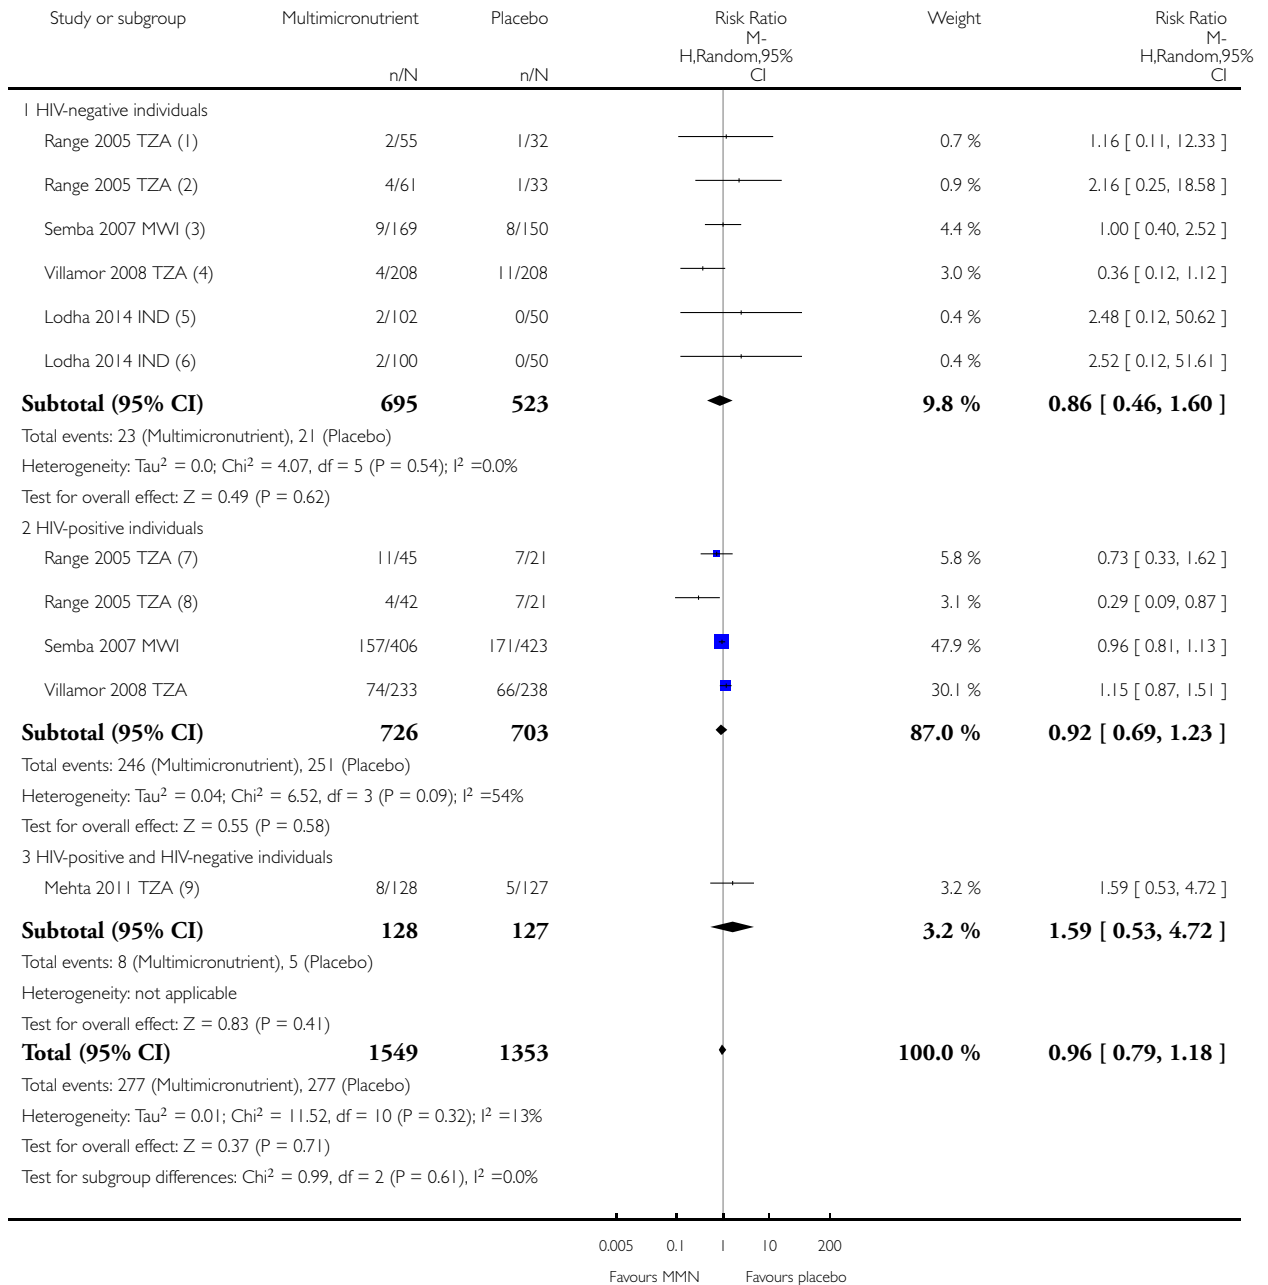 Study or subgroup Multimicronutrient Placebo Risk Ratio Weight Risk Ratio
M- M-
H,Random,95% H,Random,95%
n/N n/N CI CI
1 HIV-negative individuals
Range 2005 TZA (1) 2/55 1/32 0.7 % 1.16 [ 0.11, 12.33 ]
Range 2005 TZA (2) 4/61 1/33 0.9 % 2.16 [ 0.25, 18.58 ]
Semba 2007 MWI (3) 9/169 8/150 4.4 % 1.00 [ 0.40, 2.52 ]
Villamor 2008 TZA (4) 4/208 11/208 3.0 % 0.36 [ 0.12, 1.12 ]
Lodha 2014 IND (5) 2/102 0/50 0.4 % 2.48 [ 0.12, 50.62 ]
Lodha 2014 IND (6) 2/100 0/50 0.4 % 2.52 [ 0.12, 51.61 ]
Subtotal (95% CI) 695 523 9.8 % 0.86 [ 0.46, 1.60 ]
Total events: 23 (Multimicronutrient), 21 (Placebo)
Heterogeneity: Tau² = 0.0; Chi² = 4.07, df = 5 (P = 0.54); I² =0.0%
Test for overall effect: Z = 0.49 (P = 0.62)
2 HIV-positive individuals
Range 2005 TZA (7) 11/45 7/21 5.8 % 0.73 [ 0.33, 1.62 ]
Range 2005 TZA (8) 4/42 7/21 3.1 % 0.29 [ 0.09, 0.87 ]
Semba 2007 MWI 157/406 171/423 47.9 % 0.96 [ 0.81, 1.13 ]
Villamor 2008 TZA 74/233 66/238 30.1 % 1.15 [ 0.87, 1.51 ]
Subtotal (95% CI) 726 703 87.0 % 0.92 [ 0.69, 1.23 ]
Total events: 246 (Multimicronutrient), 251 (Placebo)
Heterogeneity: Tau² = 0.04; Chi² = 6.52, df = 3 (P = 0.09); I² =54%
Test for overall effect: Z = 0.55 (P = 0.58)
3 HIV-positive and HIV-negative individuals
Mehta 2011 TZA (9) 8/128 5/127 3.2 % 1.59 [ 0.53, 4.72 ]
Subtotal (95% CI) 128 127 3.2 % 1.59 [ 0.53, 4.72 ]
Total events: 8 (Multimicronutrient), 5 (Placebo)
Heterogeneity: not applicable
Test for overall effect: Z = 0.83 (P = 0.41)
Total (95% CI) 1549 1353 100.0 % 0.96 [ 0.79, 1.18 ]
Total events: 277 (Multimicronutrient), 277 (Placebo)
Heterogeneity: Tau² = 0.01; Chi² = 11.52, df = 10 (P = 0.32); I² =13%
Test for overall effect: Z = 0.37 (P = 0.71)
Test for subgroup differences: Chi² = 0.99, df = 2 (P = 0.61), I² =0.0%
0.005 0.1 1 10 200
Favours MMN Favours placebo